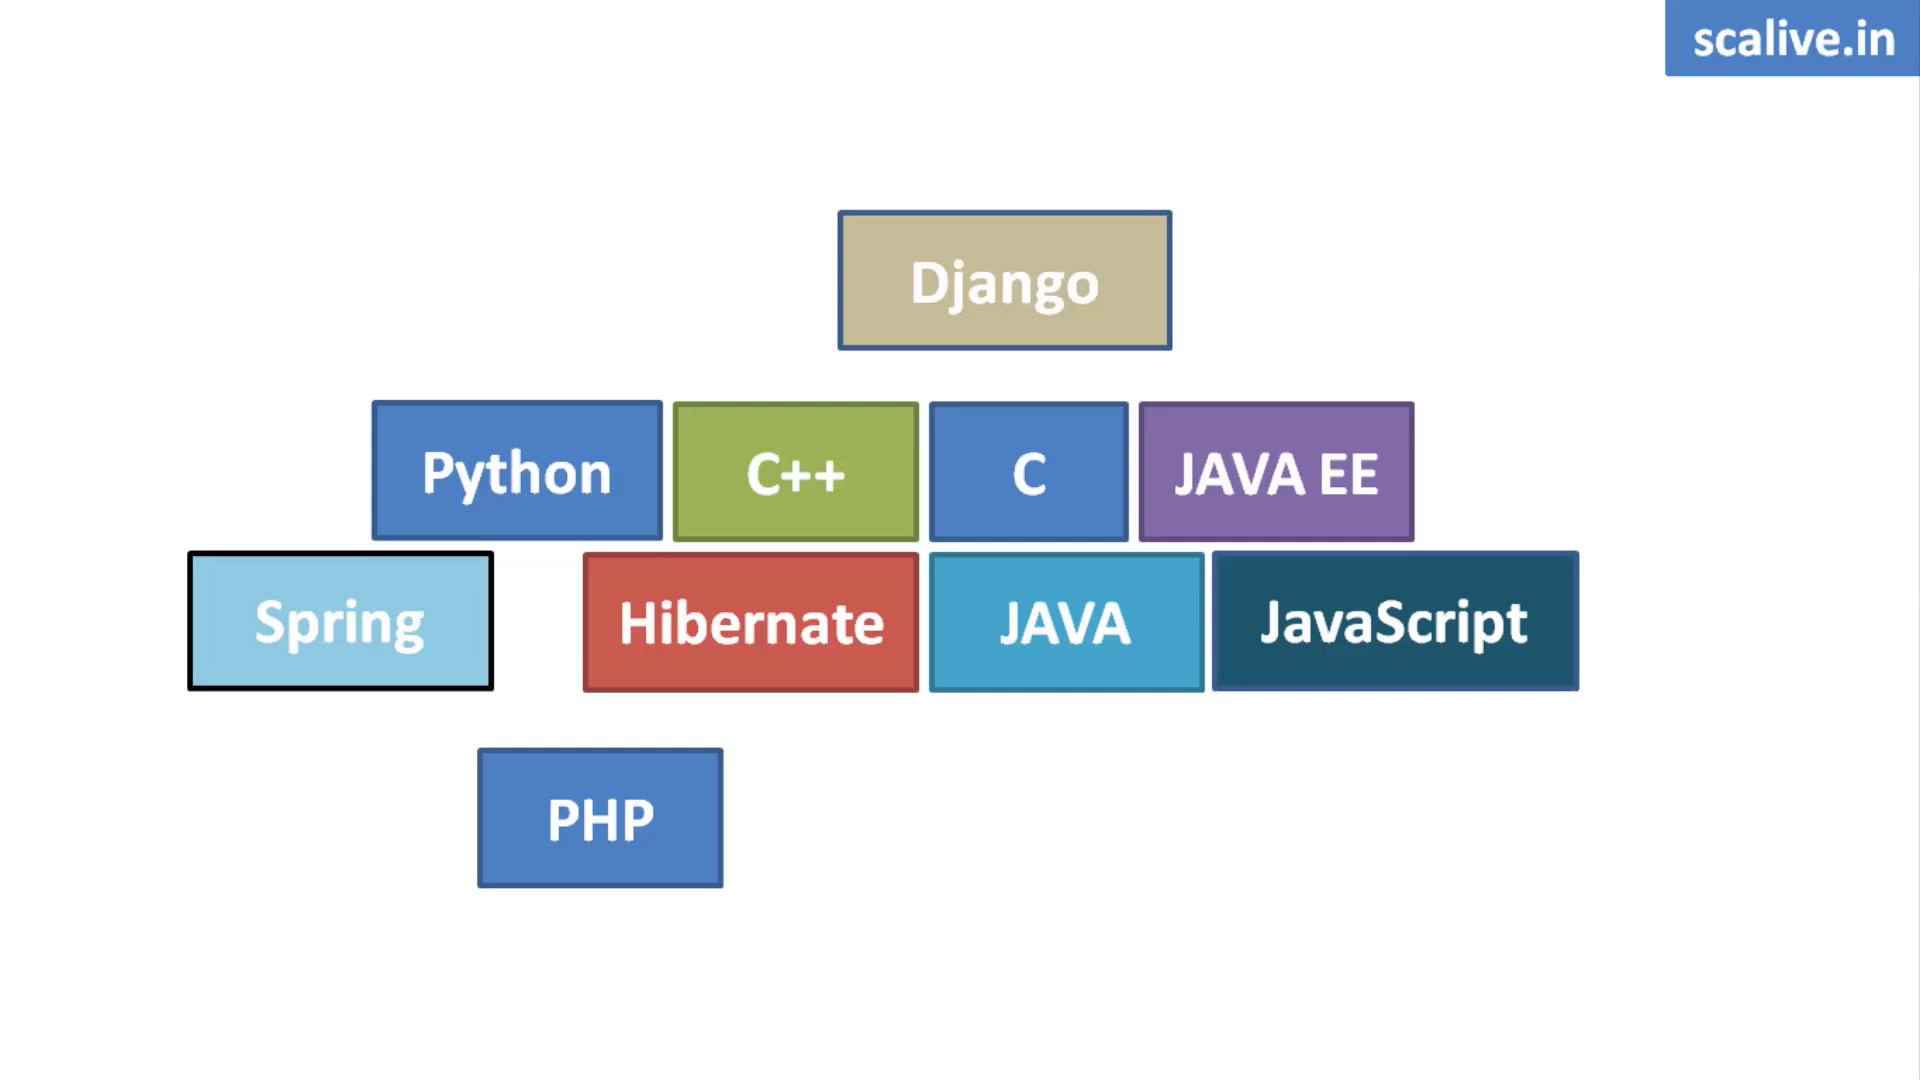 scalive.in
Django
Python
C++
C
JAVA EE
Spring
Hibernate
JAVA
JavaScript
PHP